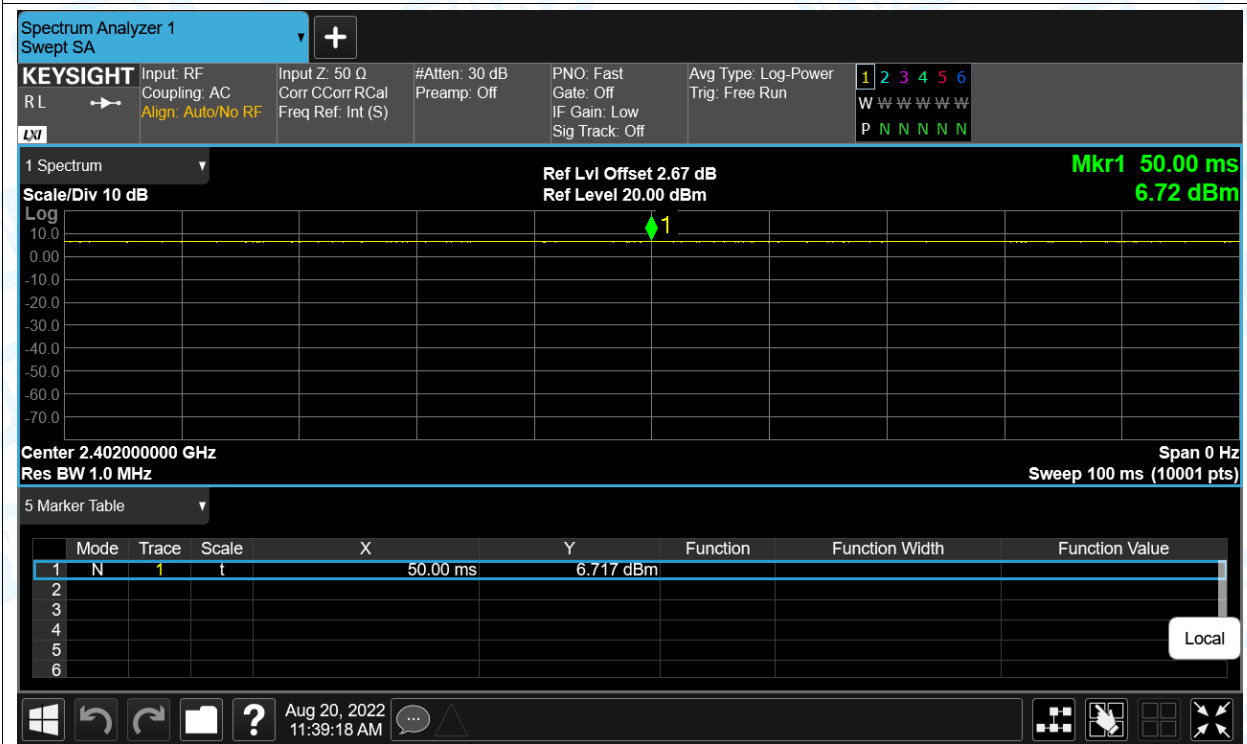 Spectrum Analyzer 1
Swept SA
+
KEYSIGHT
R L
LXI
Input: RF
Coupling: AC
Align: Auto/No RF
Input Z: 50 Ω
Corr CCorr RCal
Freq Ref: Int (S)
#Atten: 30 dB
Preamp: Off
PNO: Fast
Gate: Off
IF Gain: Low
Sig Track: Off
Avg Type: Log-Power
Trig: Free Run
1 2 3 4 5 6
W W W W W W
P N N N N N
1 Spectrum
Scale/Div 10 dB
Ref Lvl Offset 2.67 dB
Ref Level 20.00 dBm
Mkr1 50.00 ms
6.72 dBm
Log
1
10.0
0.00
-10.0
-20.0
-30.0
-40.0
-50.0
-60.0
-70.0
Center 2.402000000 GHz
Res BW 1.0 MHz
Span 0 Hz
Sweep 100 ms (10001 pts)
5 Marker Table
Mode Trace Scale X Y Function Function Width Function Value
1 N 1 t 50.00 ms 6.717 dBm
2
3
4
5
6
Local
?
Aug 20, 2022
11:39:18 AM